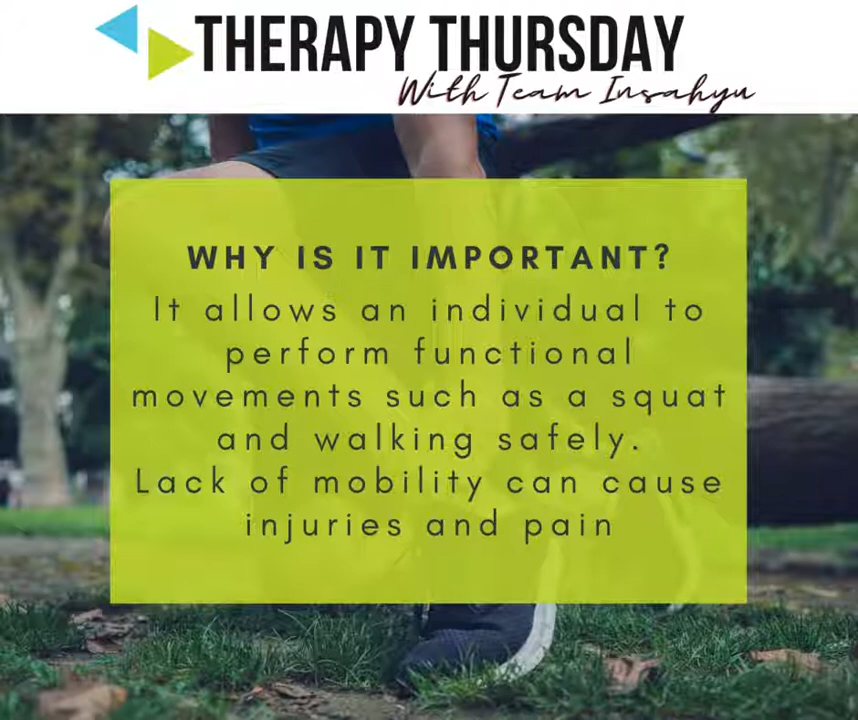 THERAPY THURSDAY
With Team Insahyu
WHY IS IT IMPORTANT?
It allows an individual to
perform functional
movements such as a squat
and walking safely.
Lack of mobility can cause
injuries and pain